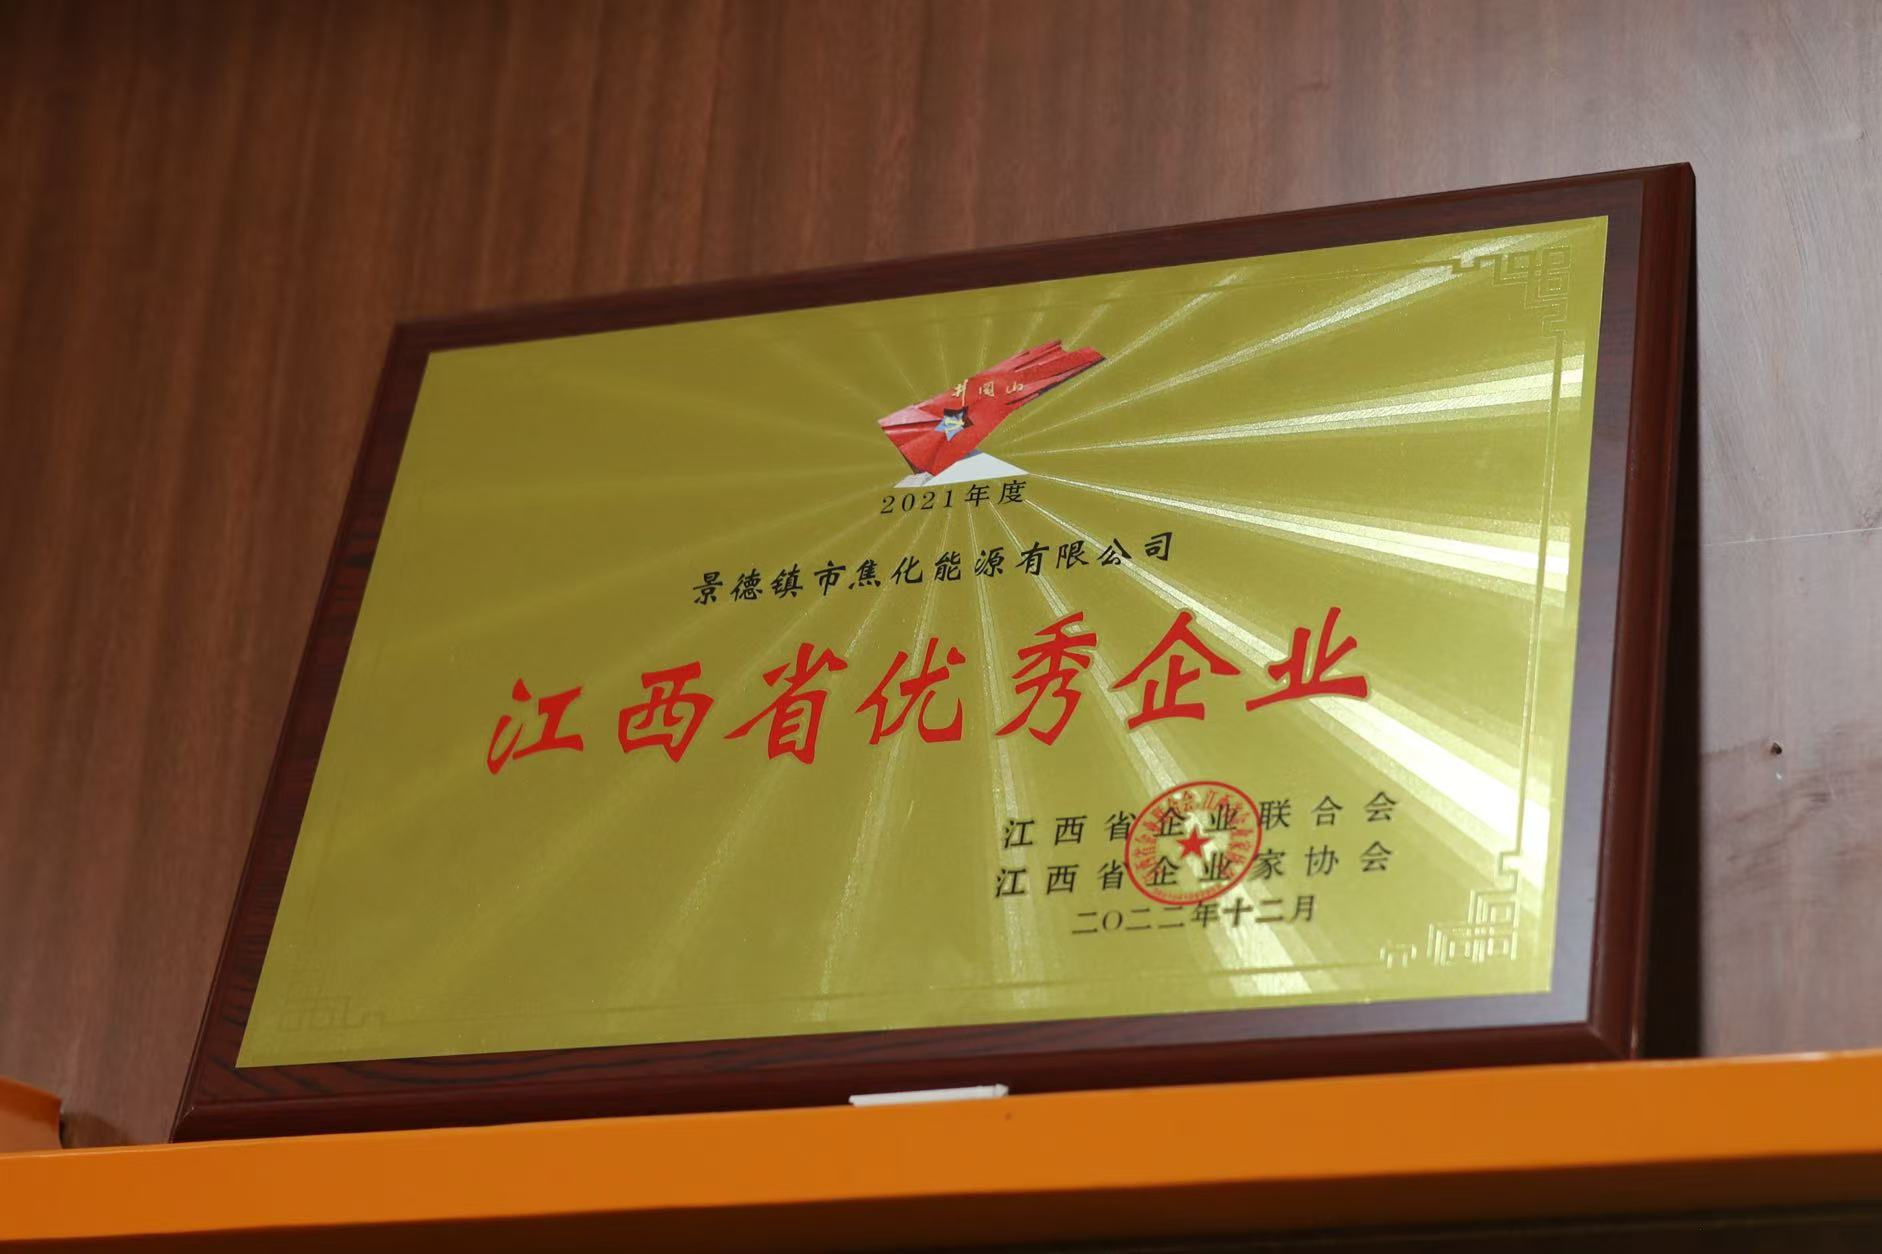 井冈山
2021年度
景德镇市焦化能源有限公司
江西省优秀企业
江西省企业联合会
江西省企业家协会
二〇二二年十二月